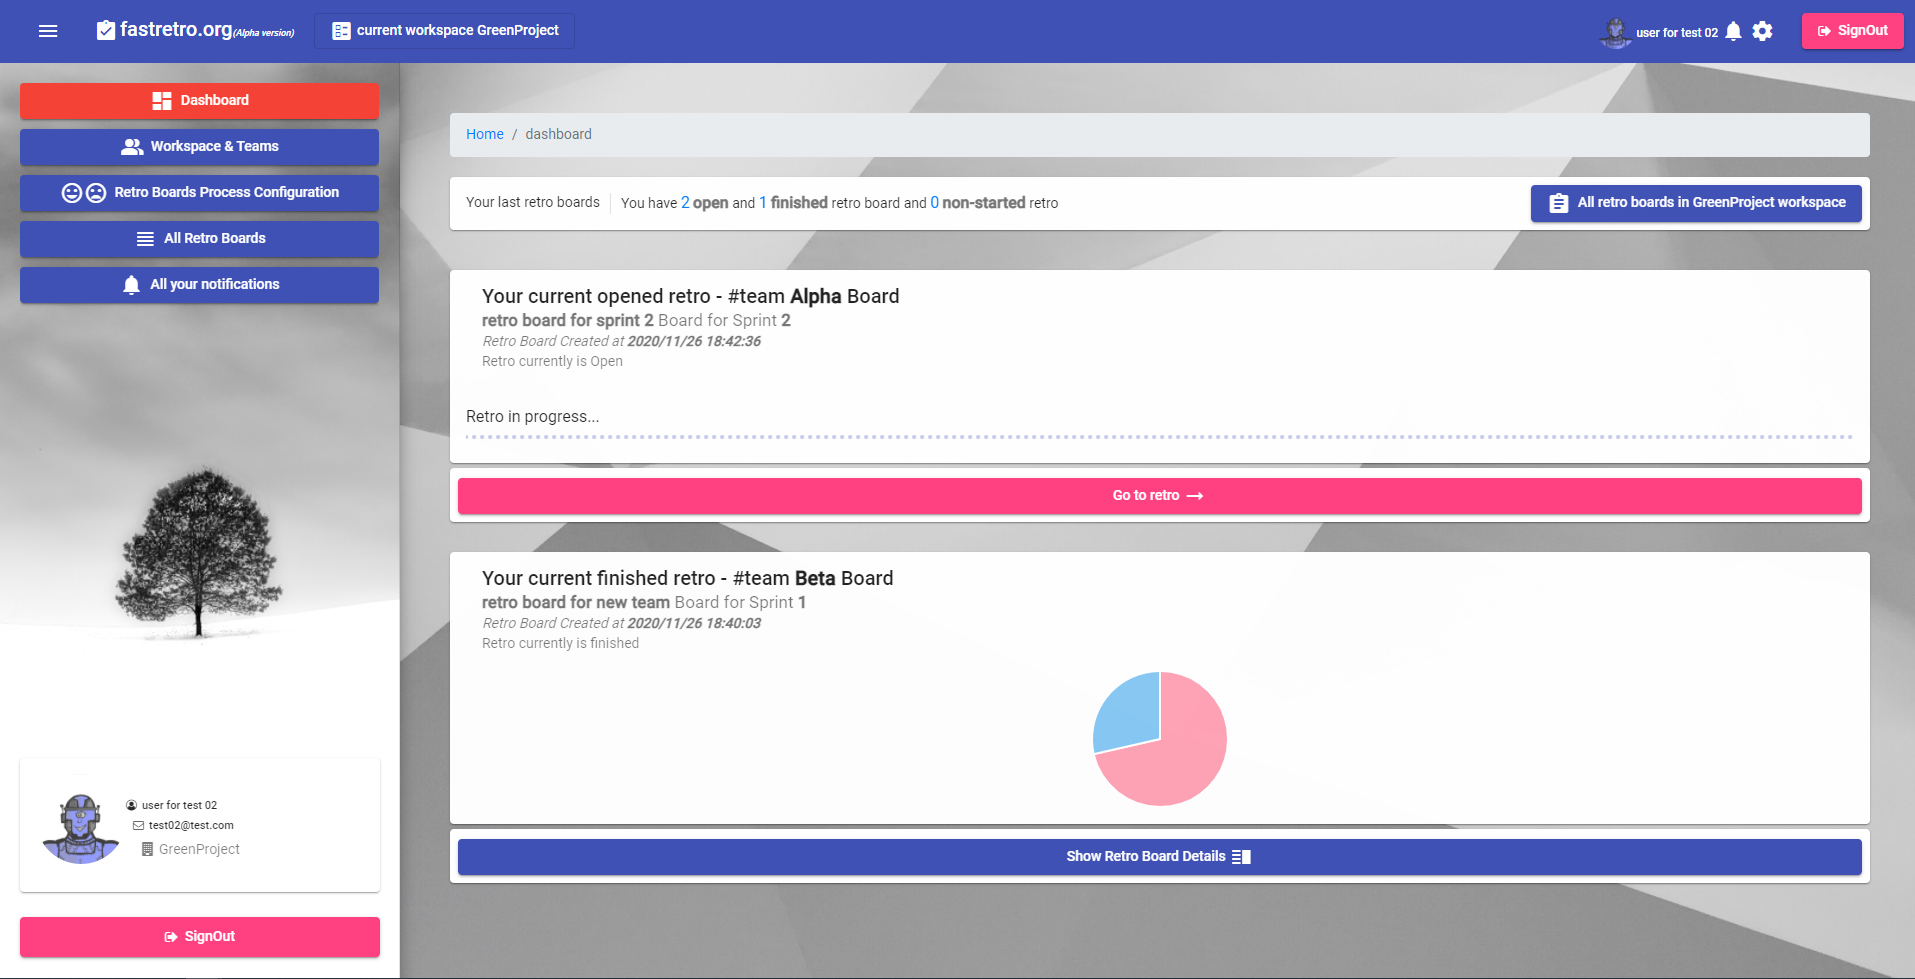 fastretro.org(Alpha version)
current workspace GreenProject
user for test 02
SignOut
Dashboard
Workspace & Teams
Retro Boards Process Configuration
All Retro Boards
All your notifications
user for test 02
test02@test.com
GreenProject
SignOut
Home / dashboard
Your last retro boards
You have 2 open and 1 finished retro board and 0 non-started retro
All retro boards in GreenProject workspace
Your current opened retro - #team Alpha Board
retro board for sprint 2 Board for Sprint 2
Retro Board Created at 2020/11/26 18:42:36
Retro currently is Open
Retro in progress...
Go to retro →
Your current finished retro - #team Beta Board
retro board for new team Board for Sprint 1
Retro Board Created at 2020/11/26 18:40:03
Retro currently is finished
Show Retro Board Details